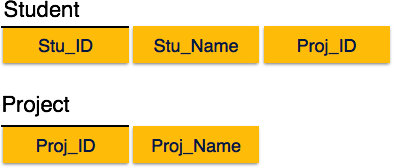 Student
Stu_ID Stu_Name Proj_ID
Project
Proj_ID Proj_Name